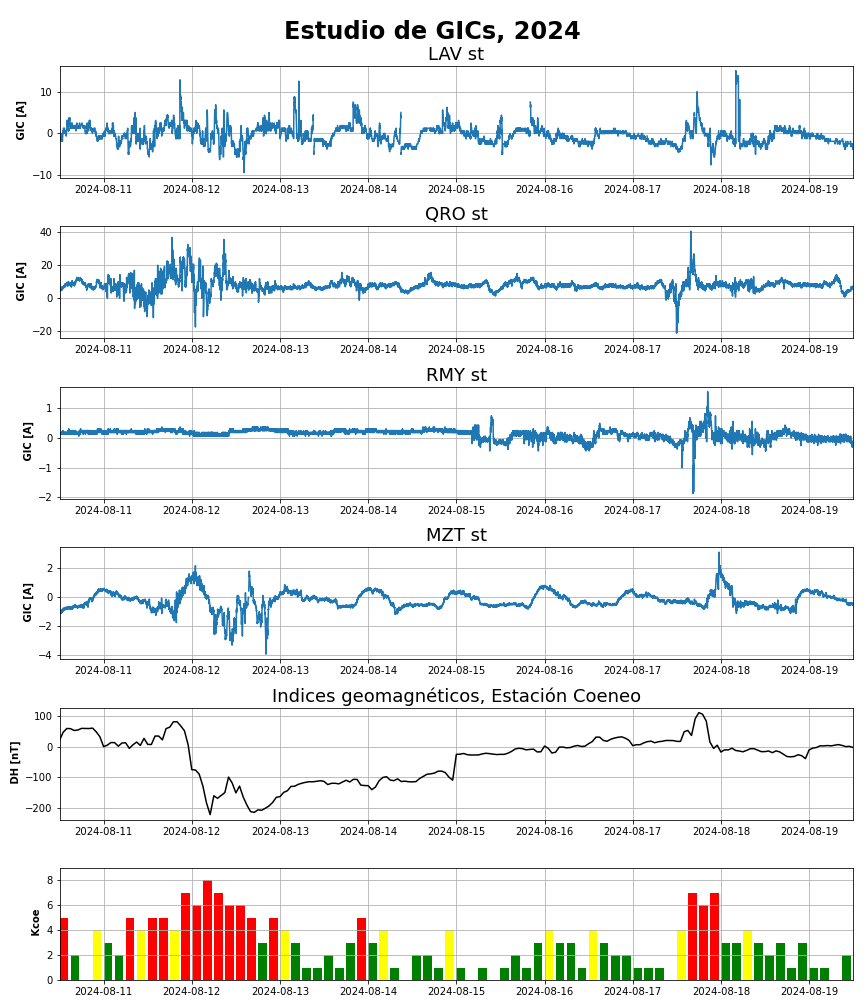 Estudio de GICs, 2024
LAV st
GIC [A]
10
0
−10
2024-08-11 2024-08-12 2024-08-13 2024-08-14 2024-08-15 2024-08-16 2024-08-17 2024-08-18 2024-08-19
QRO st
GIC [A]
40
20
0
−20
2024-08-11 2024-08-12 2024-08-13 2024-08-14 2024-08-15 2024-08-16 2024-08-17 2024-08-18 2024-08-19
RMY st
GIC [A]
1
0
−1
−2
2024-08-11 2024-08-12 2024-08-13 2024-08-14 2024-08-15 2024-08-16 2024-08-17 2024-08-18 2024-08-19
MZT st
GIC [A]
2
0
−2
−4
2024-08-11 2024-08-12 2024-08-13 2024-08-14 2024-08-15 2024-08-16 2024-08-17 2024-08-18 2024-08-19
Indices geomagnéticos, Estación Coeneo
DH [nT]
100
0
−100
−200
2024-08-11 2024-08-12 2024-08-13 2024-08-14 2024-08-15 2024-08-16 2024-08-17 2024-08-18 2024-08-19
Kcoe
8
6
4
2
0
2024-08-11 2024-08-12 2024-08-13 2024-08-14 2024-08-15 2024-08-16 2024-08-17 2024-08-18 2024-08-19